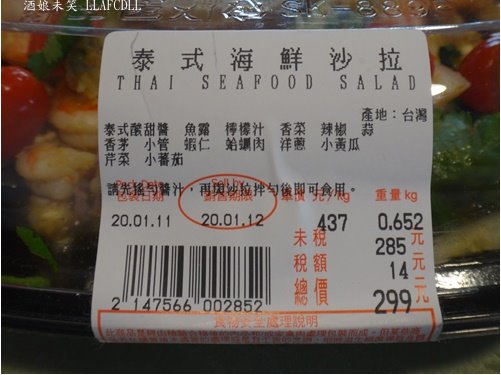 酒娘未笑.LLAFCDLL
泰式海鮮沙拉
THAI SEAFOOD SALAD
產地：台灣
泰式酸甜醬 魚露 檸檬汁 香菜 辣椒 蒜
香茅 小管 蝦仁 蛤蠣肉 洋蔥 小黃瓜
芹菜 小蕃茄
請先搖勻醬汁，再與沙拉拌勻後即可食用。
包裝日期 銷售期限 單價 元/kg 重量 kg
20.01.11 20.01.12 437 0.652
未稅 285 元
稅額 14 元
總價 299 元
2 147566 002852
食物安全處理說明